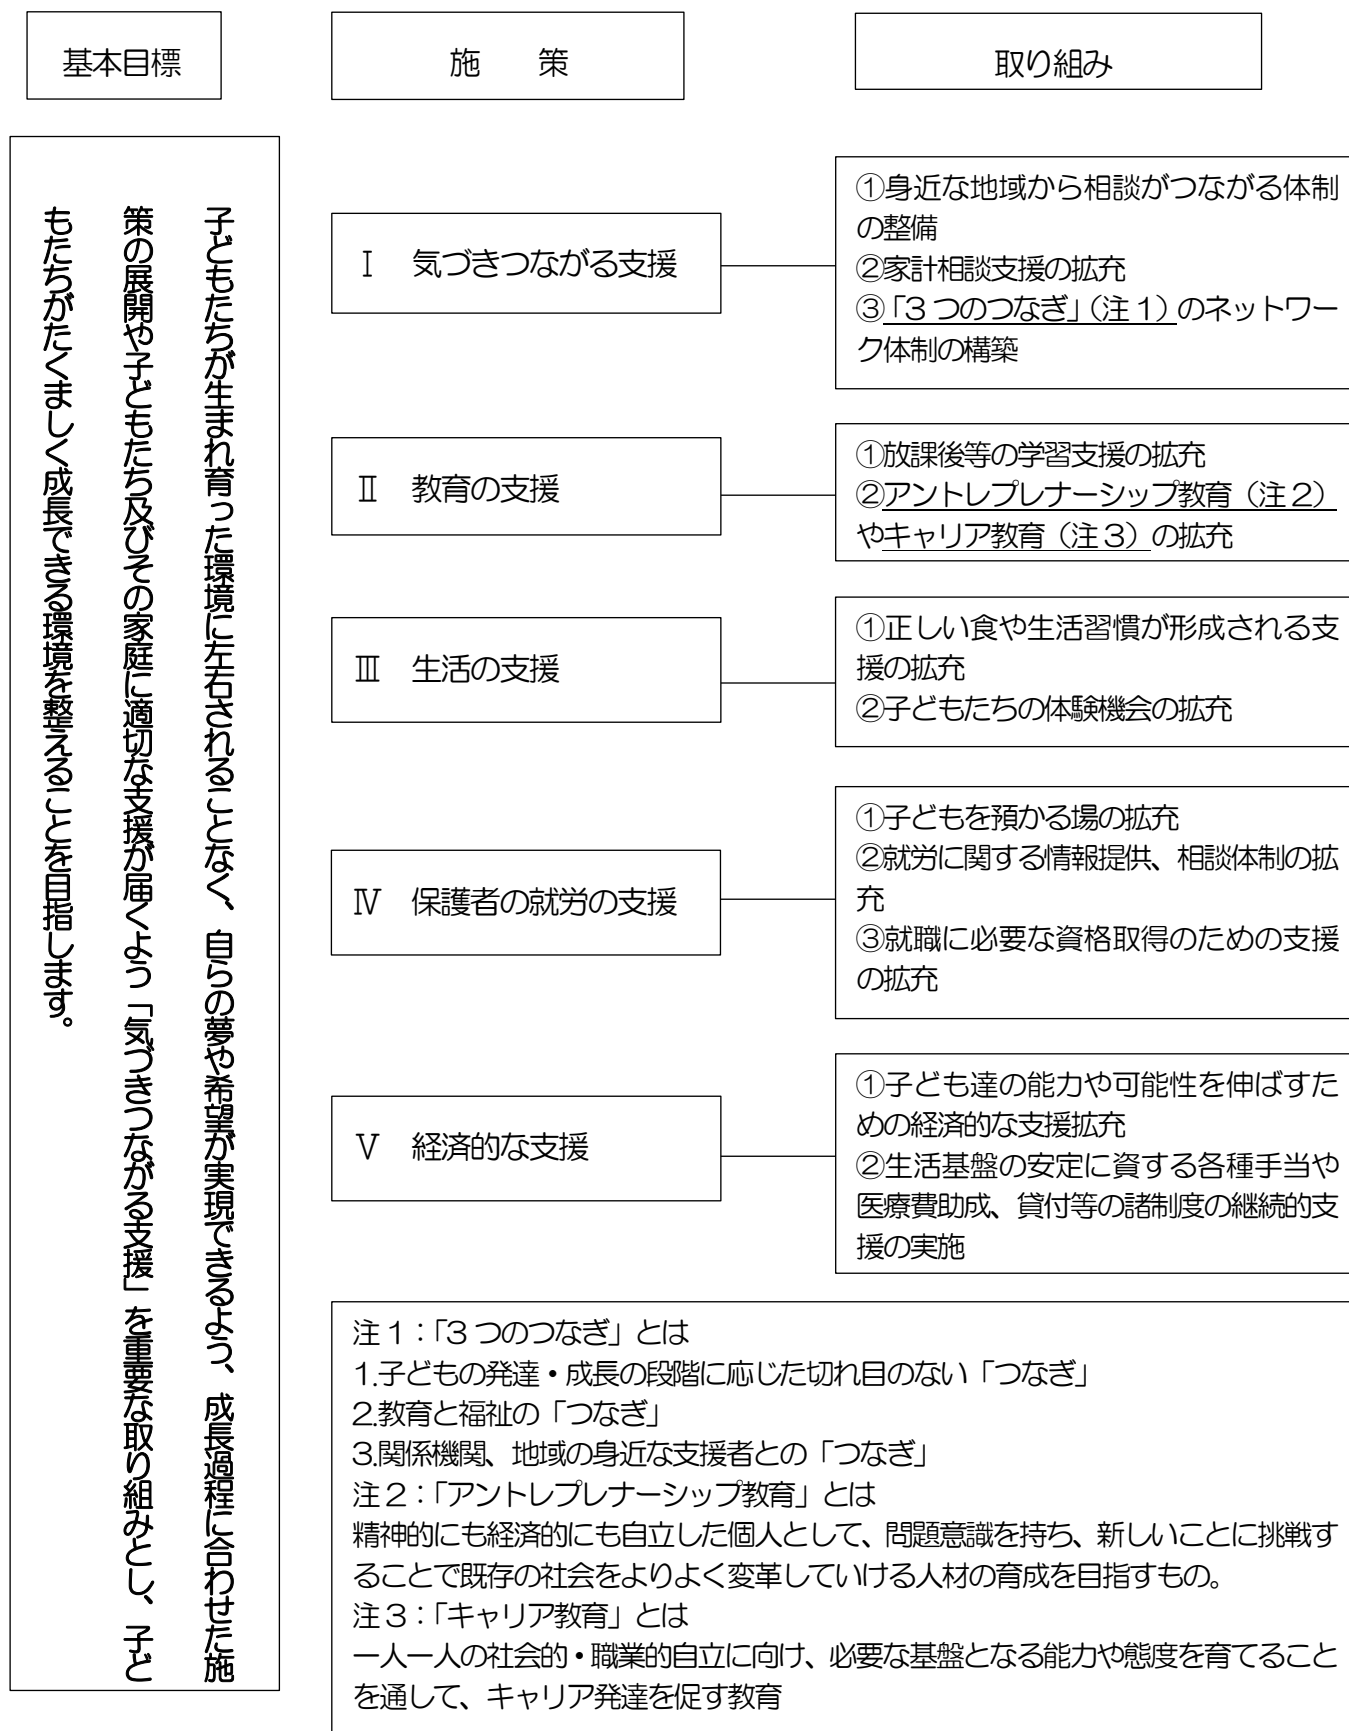 基本目標
施　策
取り組み
子どもたちが生まれ育った環境に左右されることなく、自らの夢や希望が実現できるよう、成長過程に合わせた施
策の展開や子どもたち及びその家庭に適切な支援が届くよう「気づきつながる支援」を重要な取り組みとし、子ど
もたちがたくましく成長できる環境を整えることを目指します。
Ⅰ　気づきつながる支援
①身近な地域から相談がつながる体制
の整備
②家計相談支援の拡充
③「3つのつなぎ」（注1）のネットワー
ク体制の構築
Ⅱ　教育の支援
①放課後等の学習支援の拡充
②アントレプレナーシップ教育（注2）
やキャリア教育（注3）の拡充
Ⅲ　生活の支援
①正しい食や生活習慣が形成される支
援の拡充
②子どもたちの体験機会の拡充
Ⅳ　保護者の就労の支援
①子どもを預かる場の拡充
②就労に関する情報提供、相談体制の拡
充
③就職に必要な資格取得のための支援
の拡充
Ⅴ　経済的な支援
①子ども達の能力や可能性を伸ばすた
めの経済的な支援拡充
②生活基盤の安定に資する各種手当や
医療費助成、貸付等の諸制度の継続的支
援の実施
注1：「3つのつなぎ」とは
1.子どもの発達・成長の段階に応じた切れ目のない「つなぎ」
2.教育と福祉の「つなぎ」
3.関係機関、地域の身近な支援者との「つなぎ」
注2：「アントレプレナーシップ教育」とは
精神的にも経済的にも自立した個人として、問題意識を持ち、新しいことに挑戦す
ることで既存の社会をよりよく変革していける人材の育成を目指すもの。
注3：「キャリア教育」とは
一人一人の社会的・職業的自立に向け、必要な基盤となる能力や態度を育てること
を通して、キャリア発達を促す教育